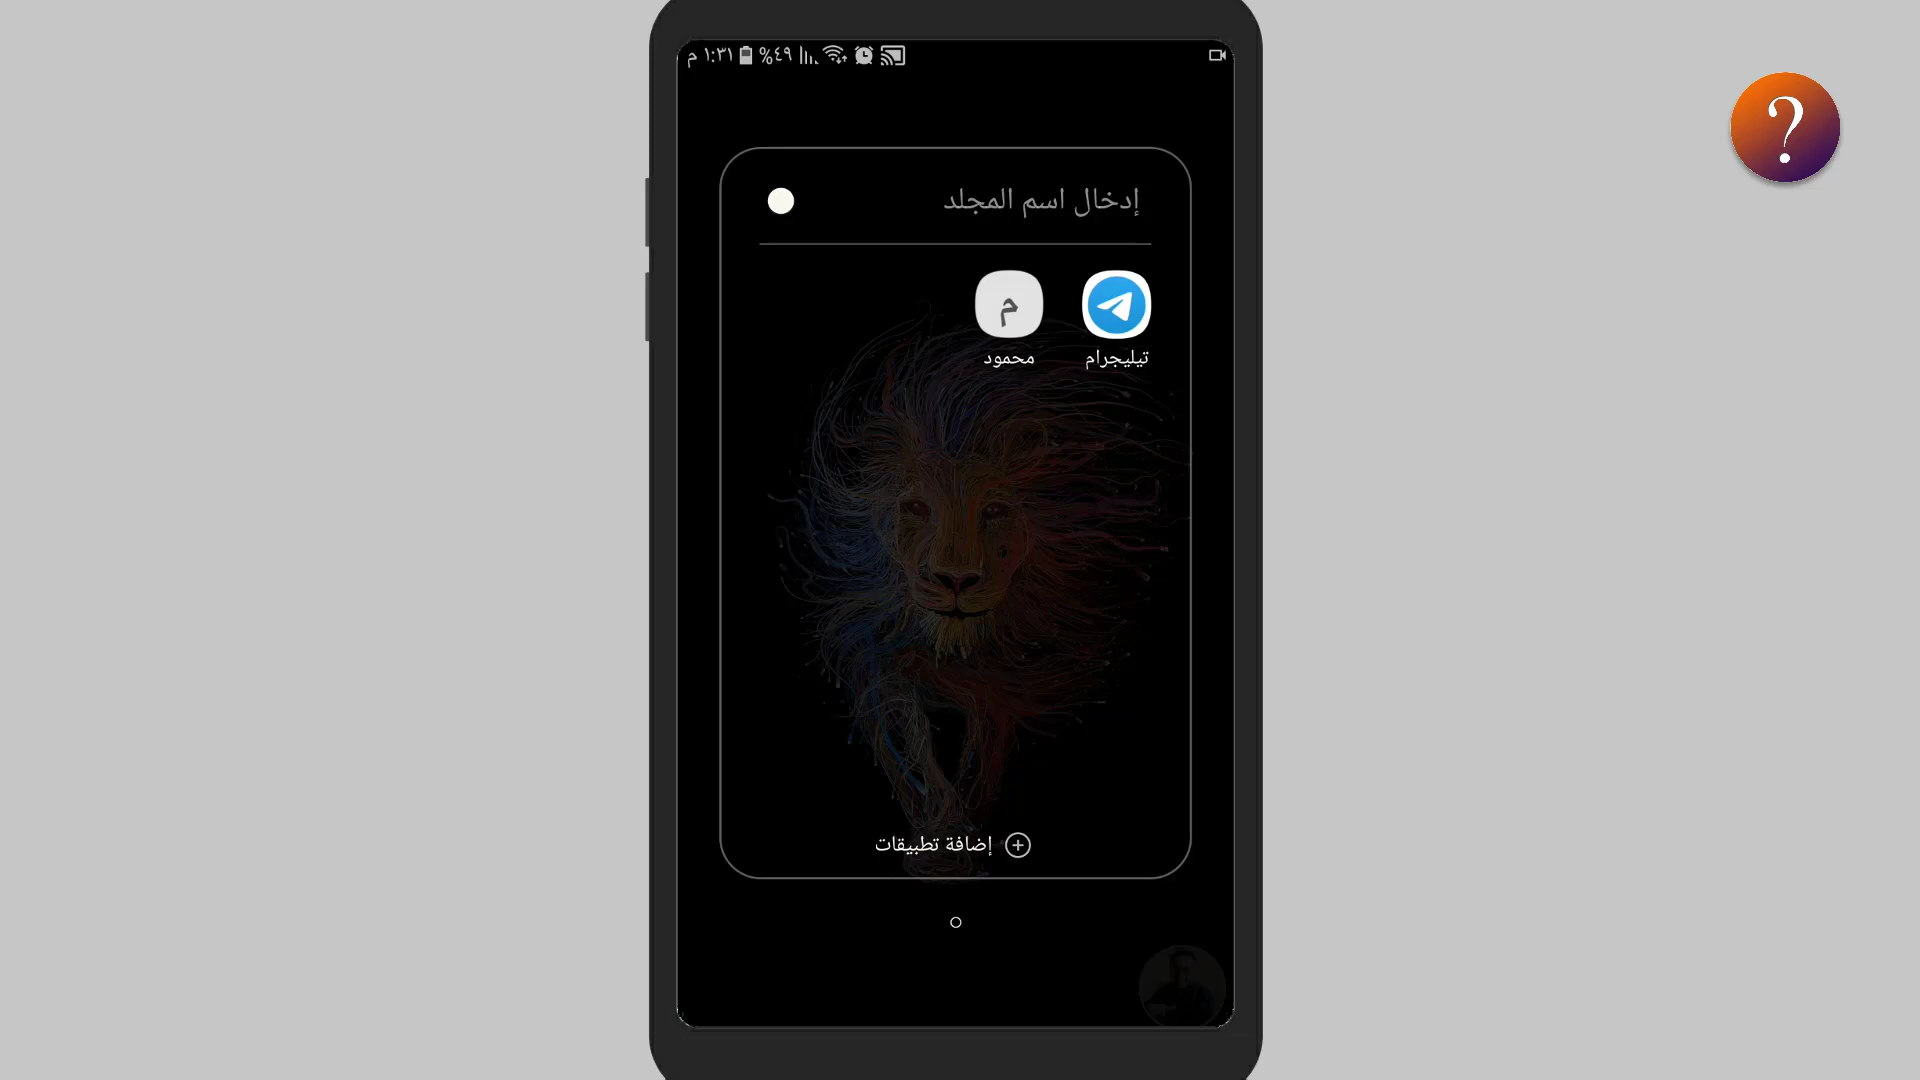 م ١:٣١ %٤٩
?
إدخال اسم المجلد
م
تيليجرام
محمود
إضافة تطبيقات